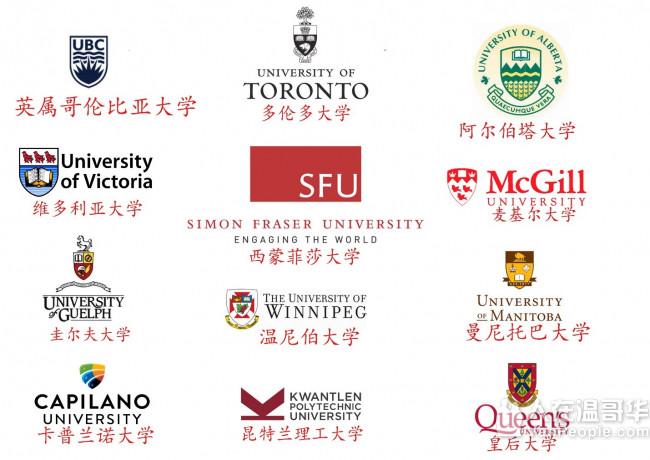 UBC
英属哥伦比亚大学
UNIVERSITY OF
TORONTO
多伦多大学
UNIVERSITY OF ALBERTA
QUAECUMQUE VERA
阿尔伯塔大学
University
of Victoria
维多利亚大学
SFU
SIMON FRASER UNIVERSITY
ENGAGING THE WORLD
西蒙菲莎大学
McGill
UNIVERSITY
麦基尔大学
UNIVERSITY
OF GUELPH
圭尔夫大学
THE UNIVERSITY OF
WINNIPEG
温尼伯大学
UNIVERSITY
OF MANITOBA
曼尼托巴大学
CAPILANO
UNIVERSITY
卡普兰诺大学
KWANTLEN
POLYTECHNIC
UNIVERSITY
昆特兰理工大学
Queen's
UNIVERSITY
皇后大学
人在温哥华